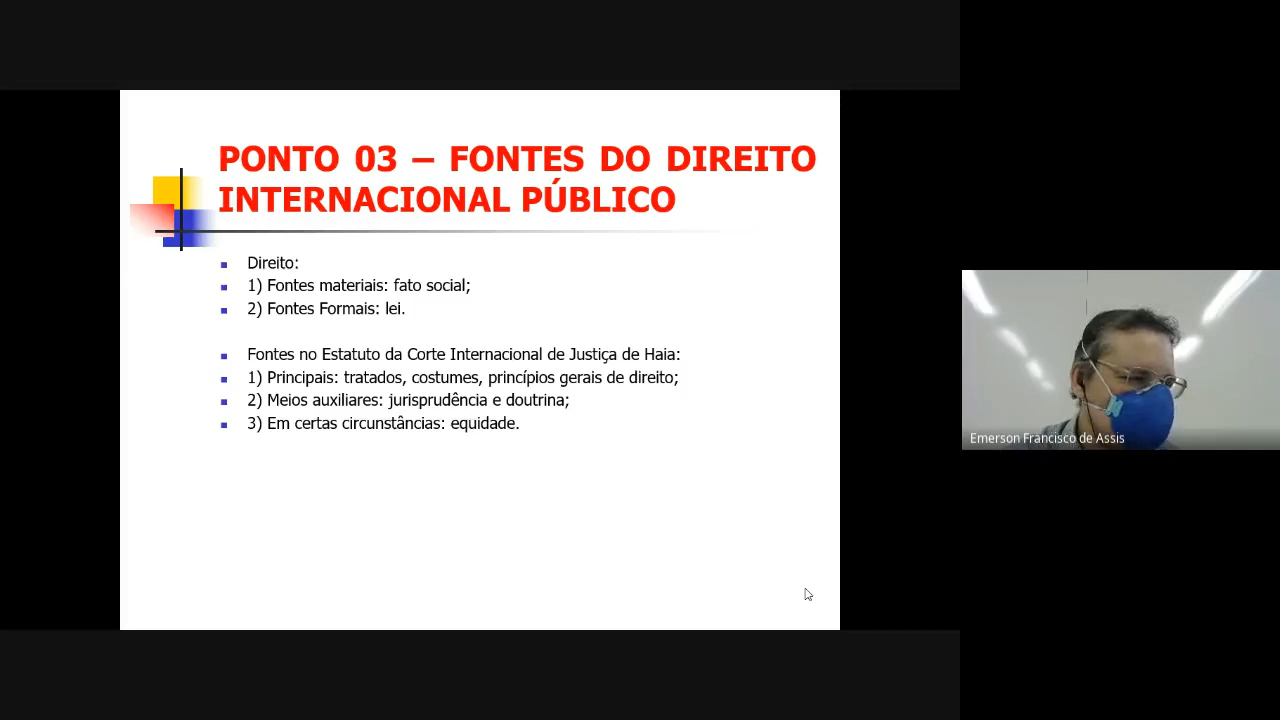 PONTO 03 – FONTES DO DIREITO
INTERNACIONAL PÚBLICO
Direito:
1) Fontes materiais: fato social;
2) Fontes Formais: lei.
Fontes no Estatuto da Corte Internacional de Justiça de Haia:
1) Principais: tratados, costumes, princípios gerais de direito;
2) Meios auxiliares: jurisprudência e doutrina;
3) Em certas circunstâncias: equidade.
Emerson Francisco de Assis